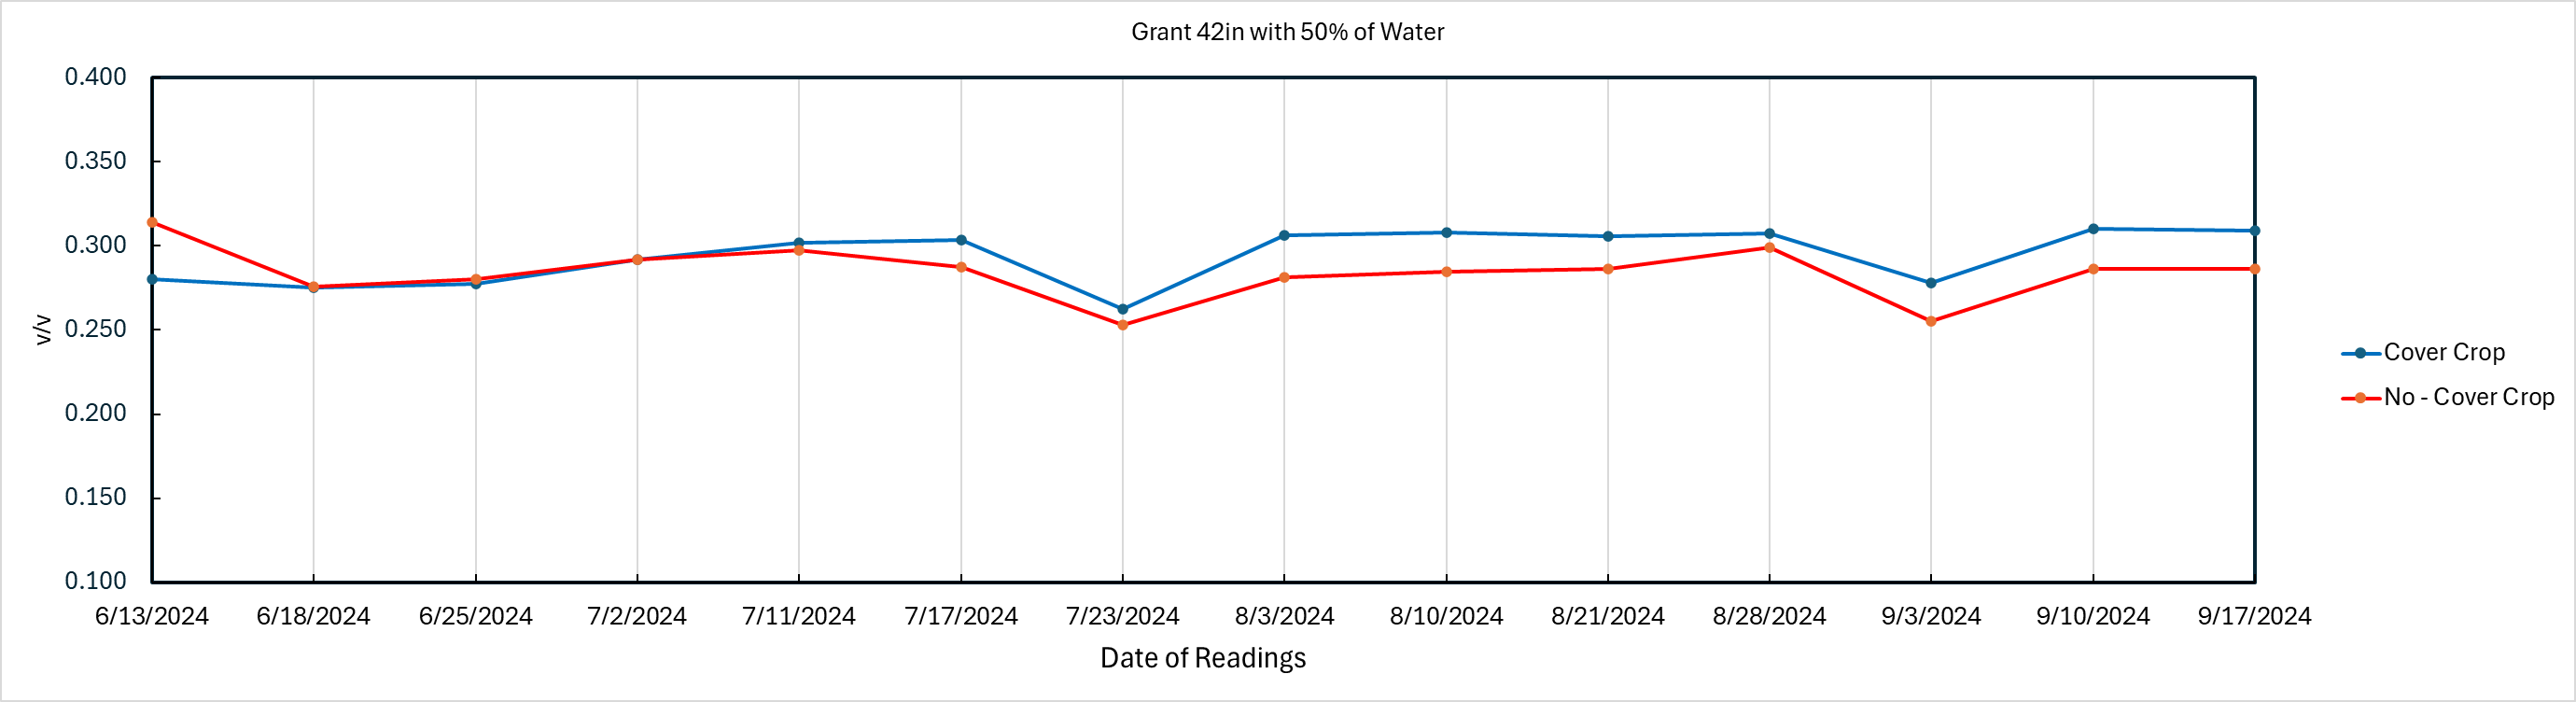 Grant 42in with 50% of Water
0.400
0.350
0.300
0.250
0.200
0.150
0.100
v/v
6/13/2024 6/18/2024 6/25/2024 7/2/2024 7/11/2024 7/17/2024 7/23/2024 8/3/2024 8/10/2024 8/21/2024 8/28/2024 9/3/2024 9/10/2024 9/17/2024
Date of Readings
Cover Crop
No - Cover Crop